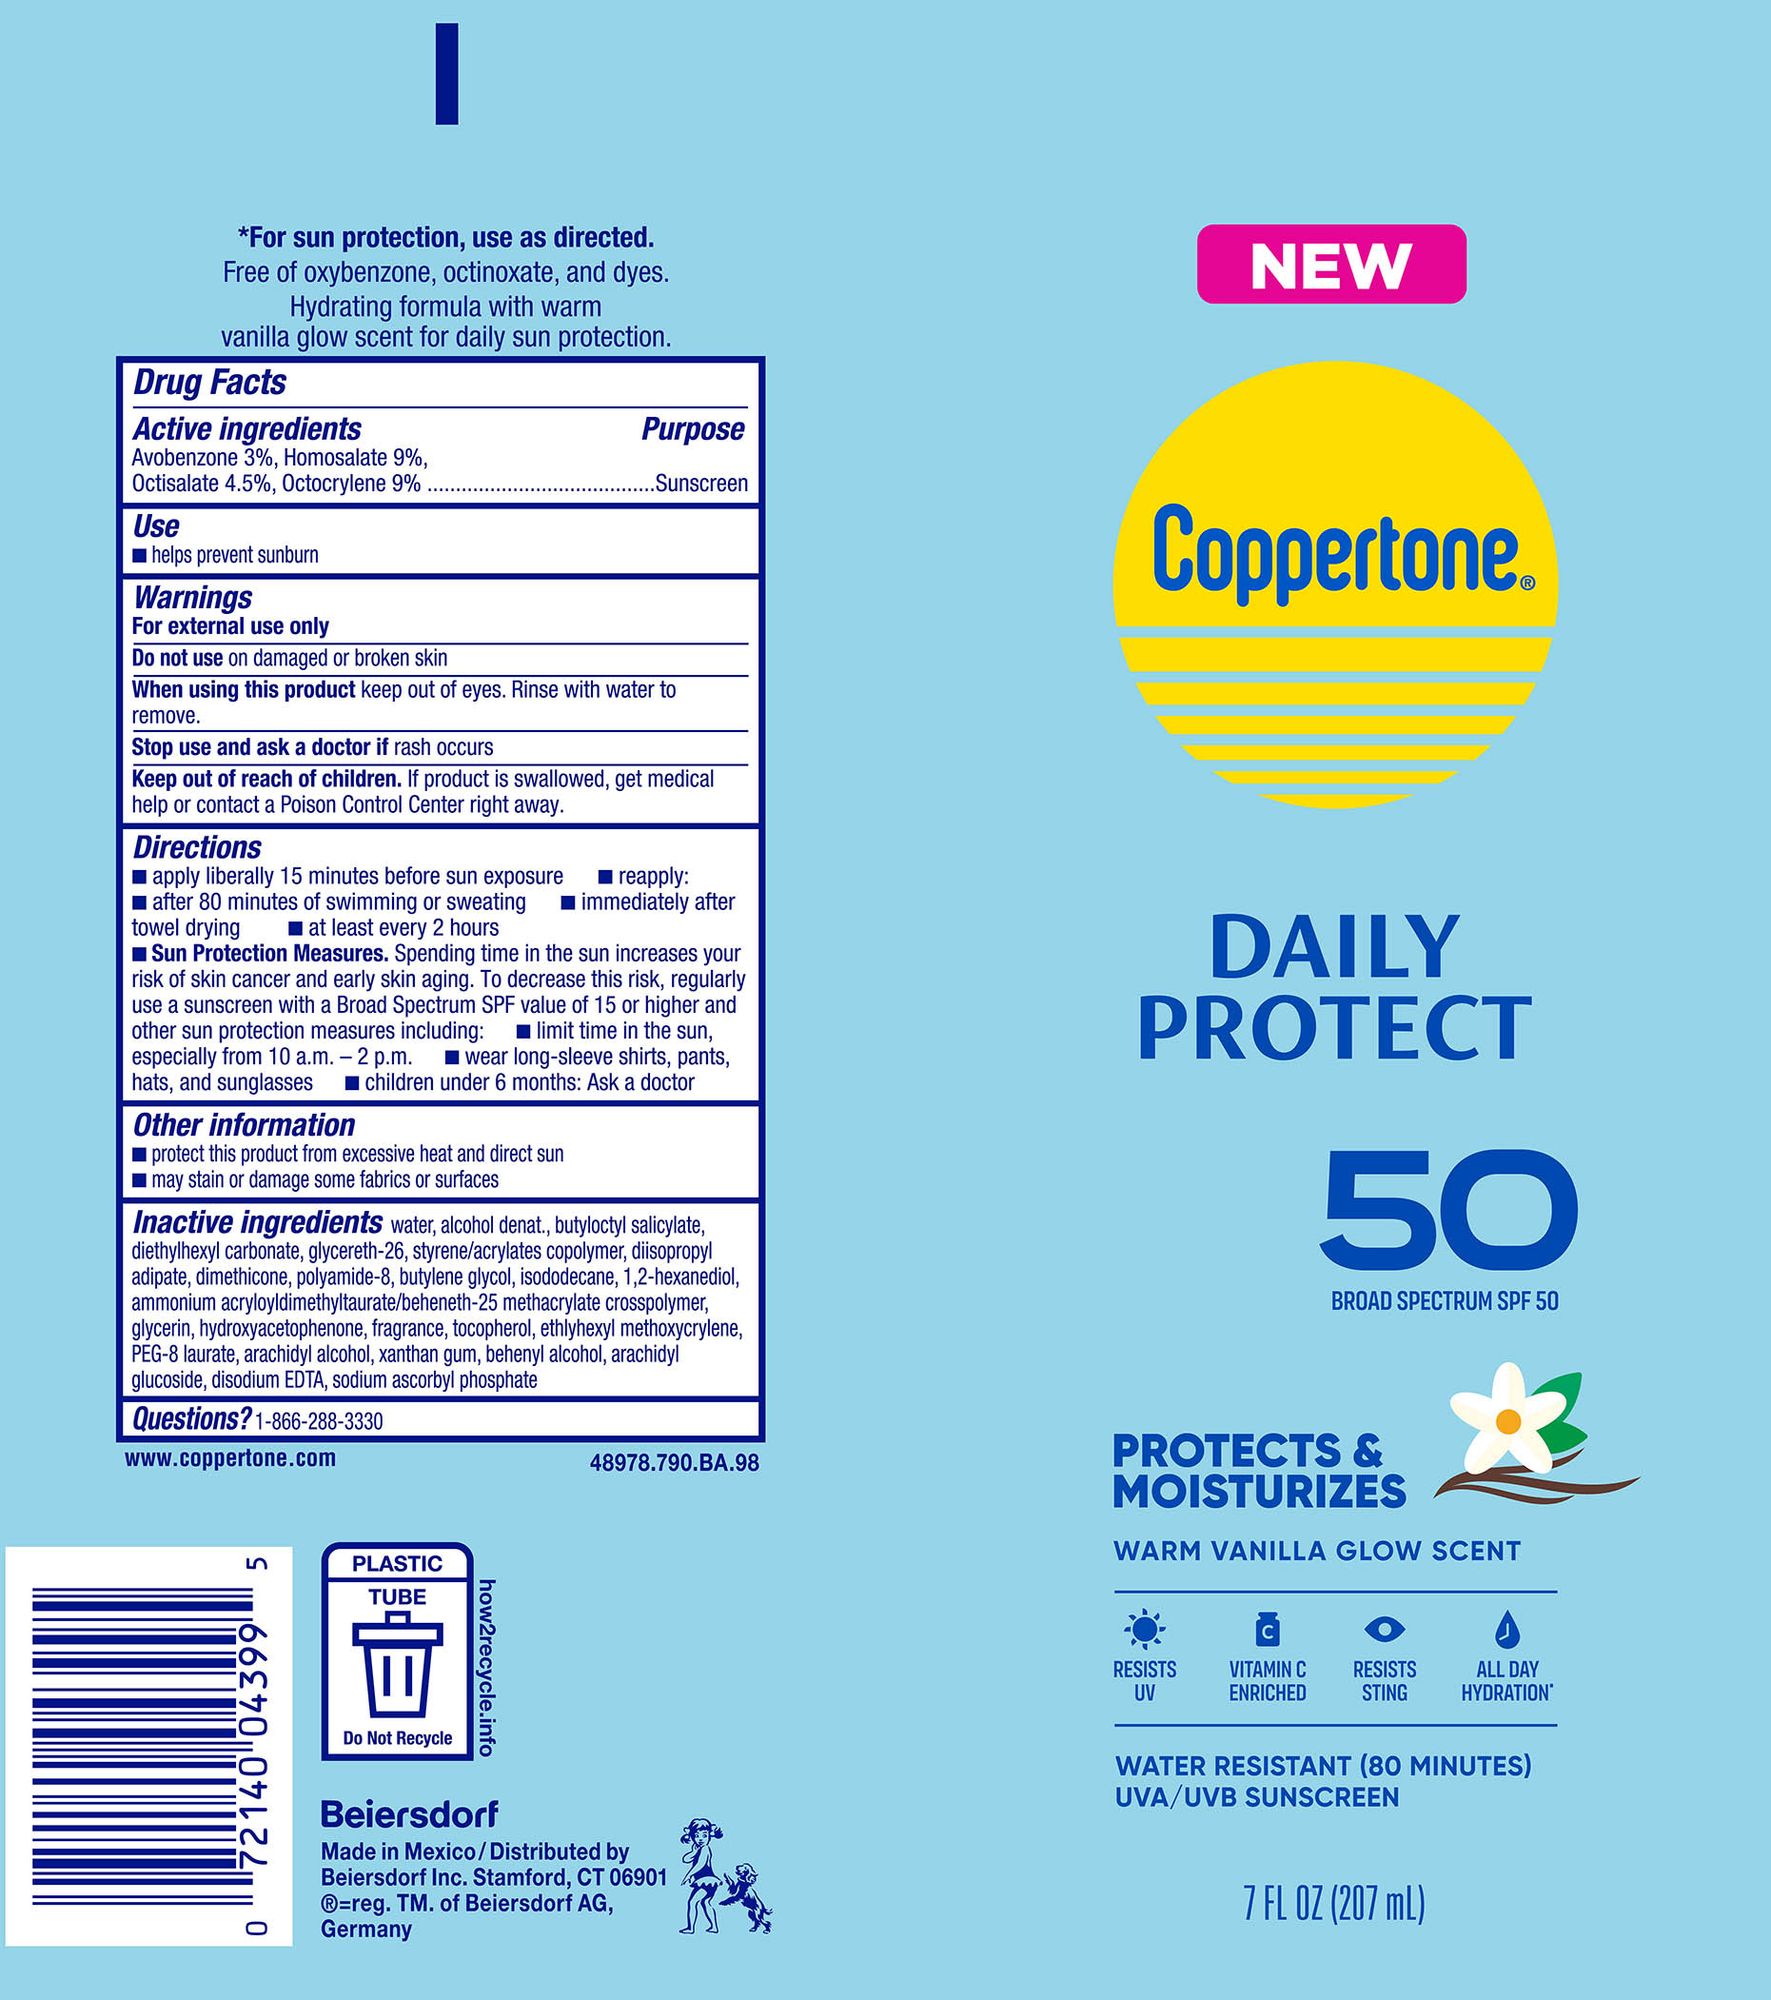 *For sun protection, use as directed.
Free of oxybenzone, octinoxate, and dyes.
Hydrating formula with warm
vanilla glow scent for daily sun protection.
Drug Facts
Active ingredients Purpose
Avobenzone 3%, Homosalate 9%,
Octisalate 4.5%, Octocrylene 9% ........................................Sunscreen
Use
■ helps prevent sunburn
Warnings
For external use only
Do not use on damaged or broken skin
When using this product keep out of eyes. Rinse with water to
remove.
Stop use and ask a doctor if rash occurs
Keep out of reach of children. If product is swallowed, get medical
help or contact a Poison Control Center right away.
Directions
■ apply liberally 15 minutes before sun exposure ■ reapply:
■ after 80 minutes of swimming or sweating ■ immediately after
towel drying ■ at least every 2 hours
■ Sun Protection Measures. Spending time in the sun increases your
risk of skin cancer and early skin aging. To decrease this risk, regularly
use a sunscreen with a Broad Spectrum SPF value of 15 or higher and
other sun protection measures including: ■ limit time in the sun,
especially from 10 a.m. – 2 p.m. ■ wear long-sleeve shirts, pants,
hats, and sunglasses ■ children under 6 months: Ask a doctor
Other information
■ protect this product from excessive heat and direct sun
■ may stain or damage some fabrics or surfaces
Inactive ingredients water, alcohol denat., butyloctyl salicylate,
diethylhexyl carbonate, glycereth-26, styrene/acrylates copolymer, diisopropyl
adipate, dimethicone, polyamide-8, butylene glycol, isododecane, 1,2-hexanediol,
ammonium acryloyldimethyltaurate/beheneth-25 methacrylate crosspolymer,
glycerin, hydroxyacetophenone, fragrance, tocopherol, ethlyhexyl methoxycrylene,
PEG-8 laurate, arachidyl alcohol, xanthan gum, behenyl alcohol, arachidyl
glucoside, disodium EDTA, sodium ascorbyl phosphate
Questions? 1-866-288-3330
www.coppertone.com 48978.790.BA.98
0 72140 04399 5
PLASTIC
TUBE
Do Not Recycle
how2recycle.info
Beiersdorf
Made in Mexico / Distributed by
Beiersdorf Inc. Stamford, CT 06901
®=reg. TM. of Beiersdorf AG,
Germany
NEW
Coppertone®
DAILY
PROTECT
50
BROAD SPECTRUM SPF 50
PROTECTS &
MOISTURIZES
WARM VANILLA GLOW SCENT
RESISTS
UV
C
VITAMIN C
ENRICHED
RESISTS
STING
ALL DAY
HYDRATION*
WATER RESISTANT (80 MINUTES)
UVA/UVB SUNSCREEN
7 FL OZ (207 mL)